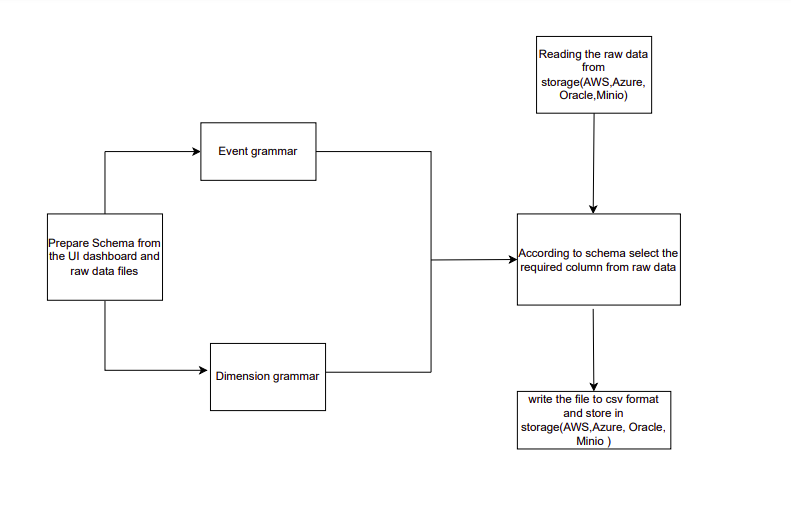 Reading the raw data
from
storage(AWS,Azure,
Oracle,Minio)
Event grammar
Prepare Schema from
the UI dashboard and
raw data files
According to schema select the
required column from raw data
Dimension grammar
write the file to csv format
and store in
storage(AWS,Azure, Oracle,
Minio )